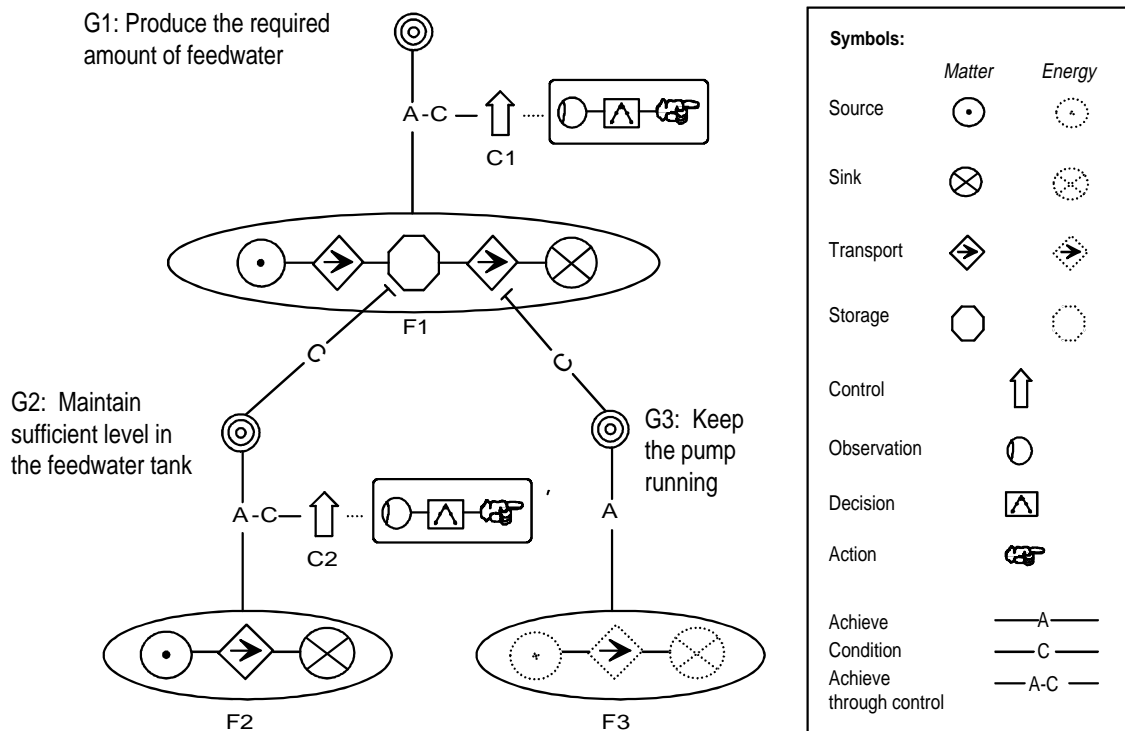 G1: Produce the required
amount of feedwater
A-C
C1
F1
C
C
G2: Maintain
sufficient level in
the feedwater tank
G3: Keep
the pump
running
A-C
C2
,
A
F2
F3
Symbols:
Matter Energy
Source
Sink
Transport
Storage
Control
Observation
Decision
Action
Achieve A
Condition C
Achieve
through control A-C